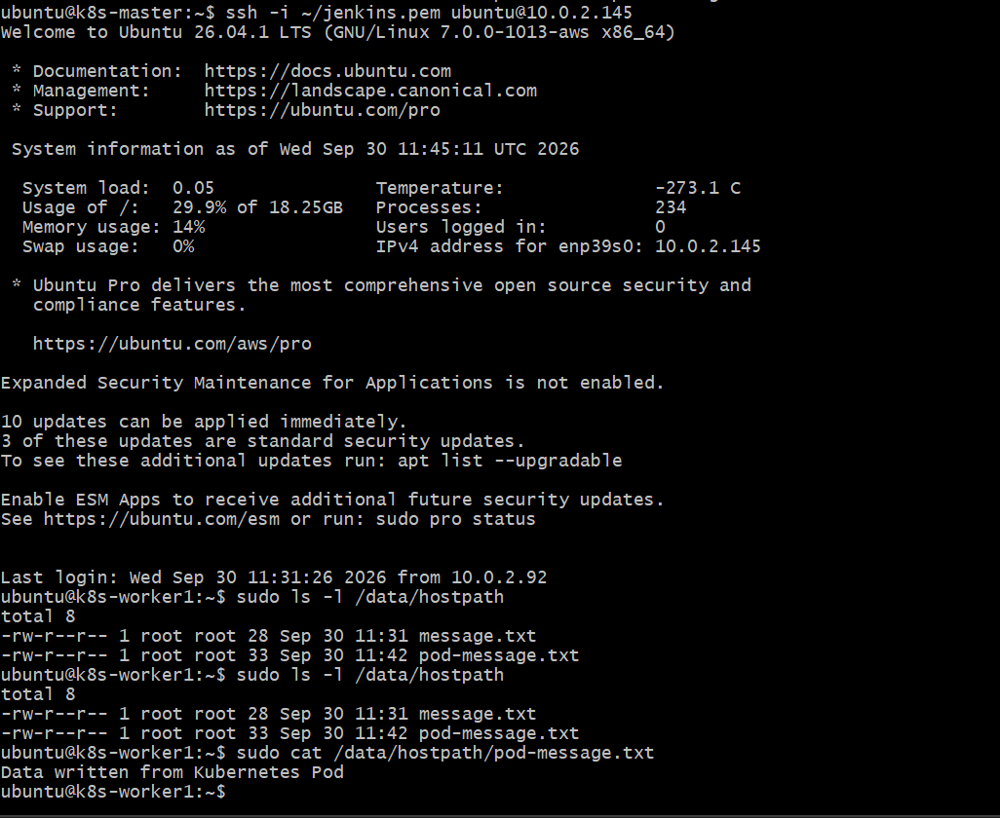 ubuntu@k8s-master:~$ ssh -i ~/jenkins.pem ubuntu@10.0.2.145
Welcome to Ubuntu 26.04.1 LTS (GNU/Linux 7.0.0-1013-aws x86_64)

 * Documentation:  https://docs.ubuntu.com
 * Management:     https://landscape.canonical.com
 * Support:        https://ubuntu.com/pro

 System information as of Wed Sep 30 11:45:11 UTC 2026

  System load:  0.05               Temperature:              -273.1 C
  Usage of /:   29.9% of 18.25GB   Processes:                234
  Memory usage: 14%                Users logged in:          0
  Swap usage:   0%                 IPv4 address for enp39s0: 10.0.2.145

 * Ubuntu Pro delivers the most comprehensive open source security and
   compliance features.

   https://ubuntu.com/aws/pro

Expanded Security Maintenance for Applications is not enabled.

10 updates can be applied immediately.
3 of these updates are standard security updates.
To see these additional updates run: apt list --upgradable

Enable ESM Apps to receive additional future security updates.
See https://ubuntu.com/esm or run: sudo pro status


Last login: Wed Sep 30 11:31:26 2026 from 10.0.2.92
ubuntu@k8s-worker1:~$ sudo ls -l /data/hostpath
total 8
-rw-r--r-- 1 root root 28 Sep 30 11:31 message.txt
-rw-r--r-- 1 root root 33 Sep 30 11:42 pod-message.txt
ubuntu@k8s-worker1:~$ sudo ls -l /data/hostpath
total 8
-rw-r--r-- 1 root root 28 Sep 30 11:31 message.txt
-rw-r--r-- 1 root root 33 Sep 30 11:42 pod-message.txt
ubuntu@k8s-worker1:~$ sudo cat /data/hostpath/pod-message.txt
Data written from Kubernetes Pod
ubuntu@k8s-worker1:~$